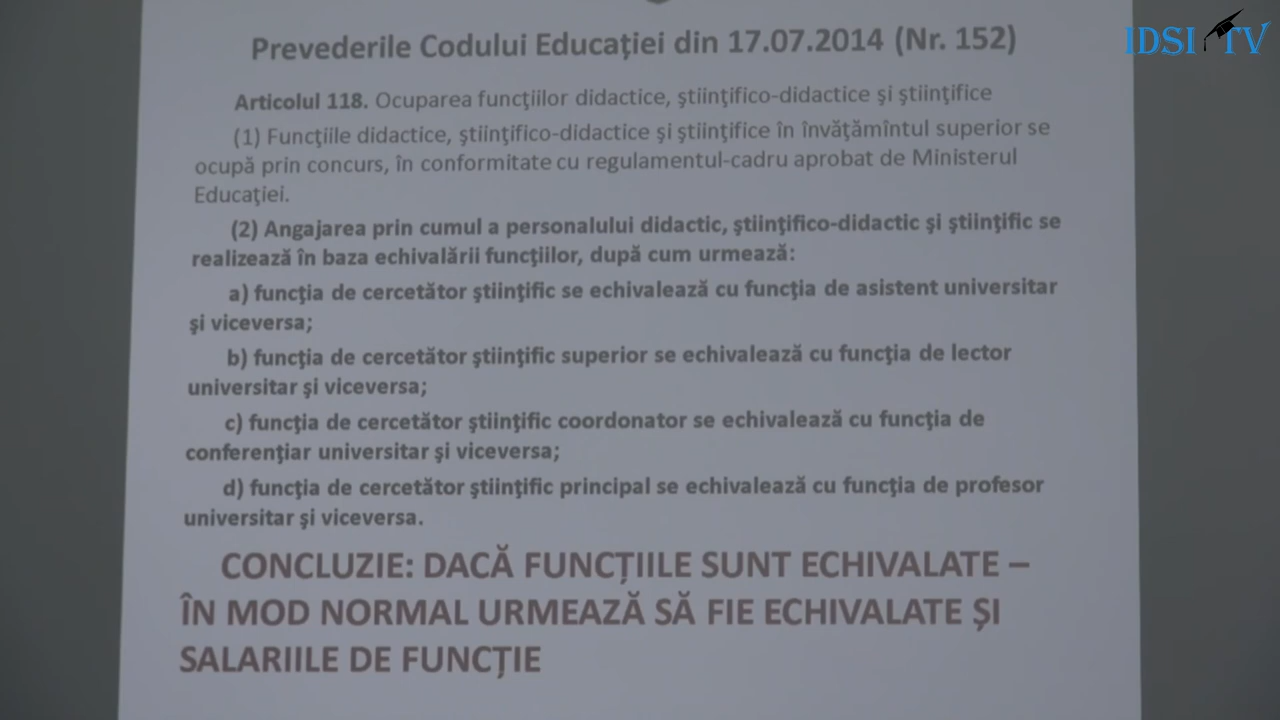 IDSI TV
Prevederile Codului Educaţiei din 17.07.2014 (Nr. 152)
Articolul 118. Ocuparea funcţiilor didactice, ştiinţifico-didactice şi ştiinţifice
(1) Funcţiile didactice, ştiinţifico-didactice şi ştiinţifice în învăţămîntul superior se
ocupă prin concurs, în conformitate cu regulamentul-cadru aprobat de Ministerul
Educaţiei.
(2) Angajarea prin cumul a personalului didactic, ştiinţifico-didactic şi ştiinţific se
realizează în baza echivalării funcţiilor, după cum urmează:
a) funcţia de cercetător ştiinţific se echivalează cu funcţia de asistent universitar
şi viceversa;
b) funcţia de cercetător ştiinţific superior se echivalează cu funcţia de lector
universitar şi viceversa;
c) funcţia de cercetător ştiinţific coordonator se echivalează cu funcţia de
conferenţiar universitar şi viceversa;
d) funcţia de cercetător ştiinţific principal se echivalează cu funcţia de profesor
universitar şi viceversa.
CONCLUZIE: DACĂ FUNCȚIILE SUNT ECHIVALATE –
ÎN MOD NORMAL URMEAZĂ SĂ FIE ECHIVALATE ȘI
SALARIILE DE FUNCȚIE